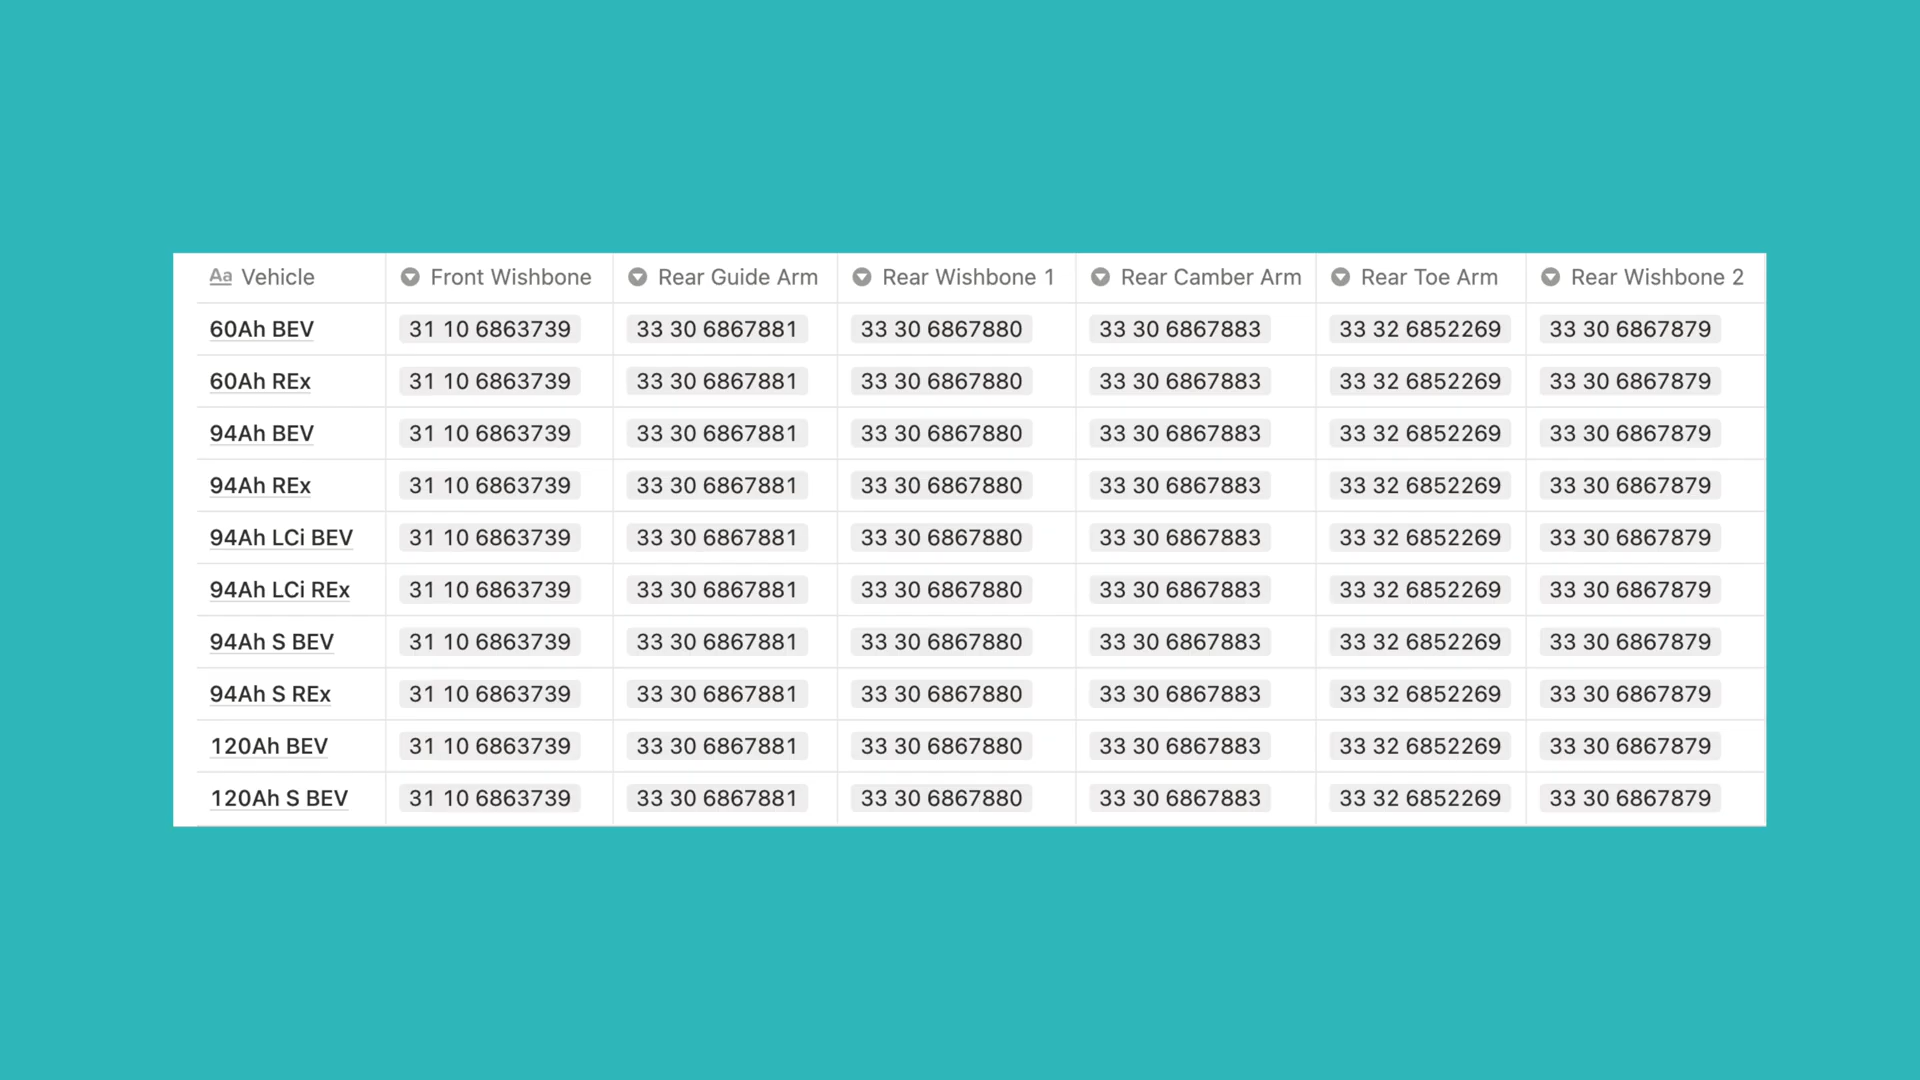 Aa Vehicle Front Wishbone Rear Guide Arm Rear Wishbone 1 Rear Camber Arm Rear Toe Arm Rear Wishbone 2
60Ah BEV 31 10 6863739 33 30 6867881 33 30 6867880 33 30 6867883 33 32 6852269 33 30 6867879
60Ah REx 31 10 6863739 33 30 6867881 33 30 6867880 33 30 6867883 33 32 6852269 33 30 6867879
94Ah BEV 31 10 6863739 33 30 6867881 33 30 6867880 33 30 6867883 33 32 6852269 33 30 6867879
94Ah REx 31 10 6863739 33 30 6867881 33 30 6867880 33 30 6867883 33 32 6852269 33 30 6867879
94Ah LCi BEV 31 10 6863739 33 30 6867881 33 30 6867880 33 30 6867883 33 32 6852269 33 30 6867879
94Ah LCi REx 31 10 6863739 33 30 6867881 33 30 6867880 33 30 6867883 33 32 6852269 33 30 6867879
94Ah S BEV 31 10 6863739 33 30 6867881 33 30 6867880 33 30 6867883 33 32 6852269 33 30 6867879
94Ah S REx 31 10 6863739 33 30 6867881 33 30 6867880 33 30 6867883 33 32 6852269 33 30 6867879
120Ah BEV 31 10 6863739 33 30 6867881 33 30 6867880 33 30 6867883 33 32 6852269 33 30 6867879
120Ah S BEV 31 10 6863739 33 30 6867881 33 30 6867880 33 30 6867883 33 32 6852269 33 30 6867879